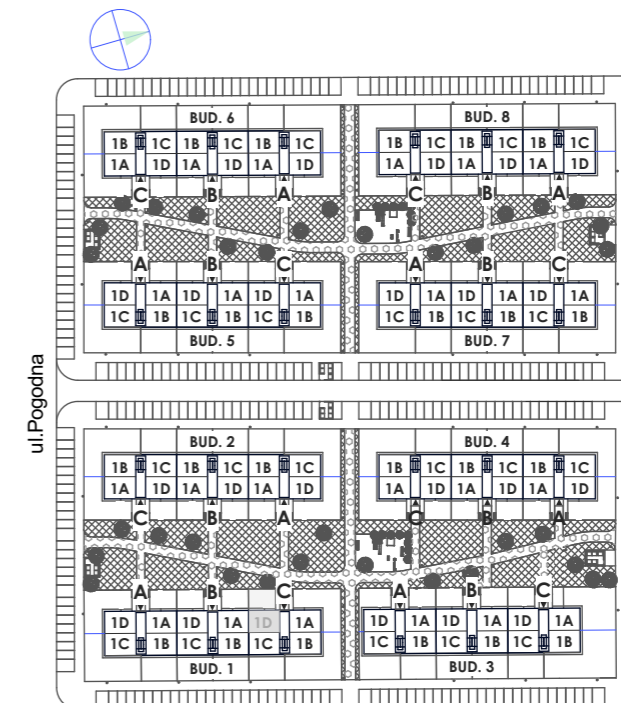 BUD. 6
BUD. 8
1B 1C 1B 1C 1B 1C
1B 1C 1B 1C 1B 1C
1A 1D 1A 1D 1A 1D
1A 1D 1A 1D 1A 1D
C B A
C B A
A B C
A B C
1D 1A 1D 1A 1D 1A
1D 1A 1D 1A 1D 1A
1C 1B 1C 1B 1C 1B
1C 1B 1C 1B 1C 1B
BUD. 5
BUD. 7
ul.Pogodna
BUD. 2
BUD. 4
1B 1C 1B 1C 1B 1C
1B 1C 1B 1C 1B 1C
1A 1D 1A 1D 1A 1D
1A 1D 1A 1D 1A 1D
C B A
C B A
A B C
A B C
1D 1A 1D 1A 1D 1A
1D 1A 1D 1A 1D 1A
1C 1B 1C 1B 1C 1B
1C 1B 1C 1B 1C 1B
BUD. 1
BUD. 3